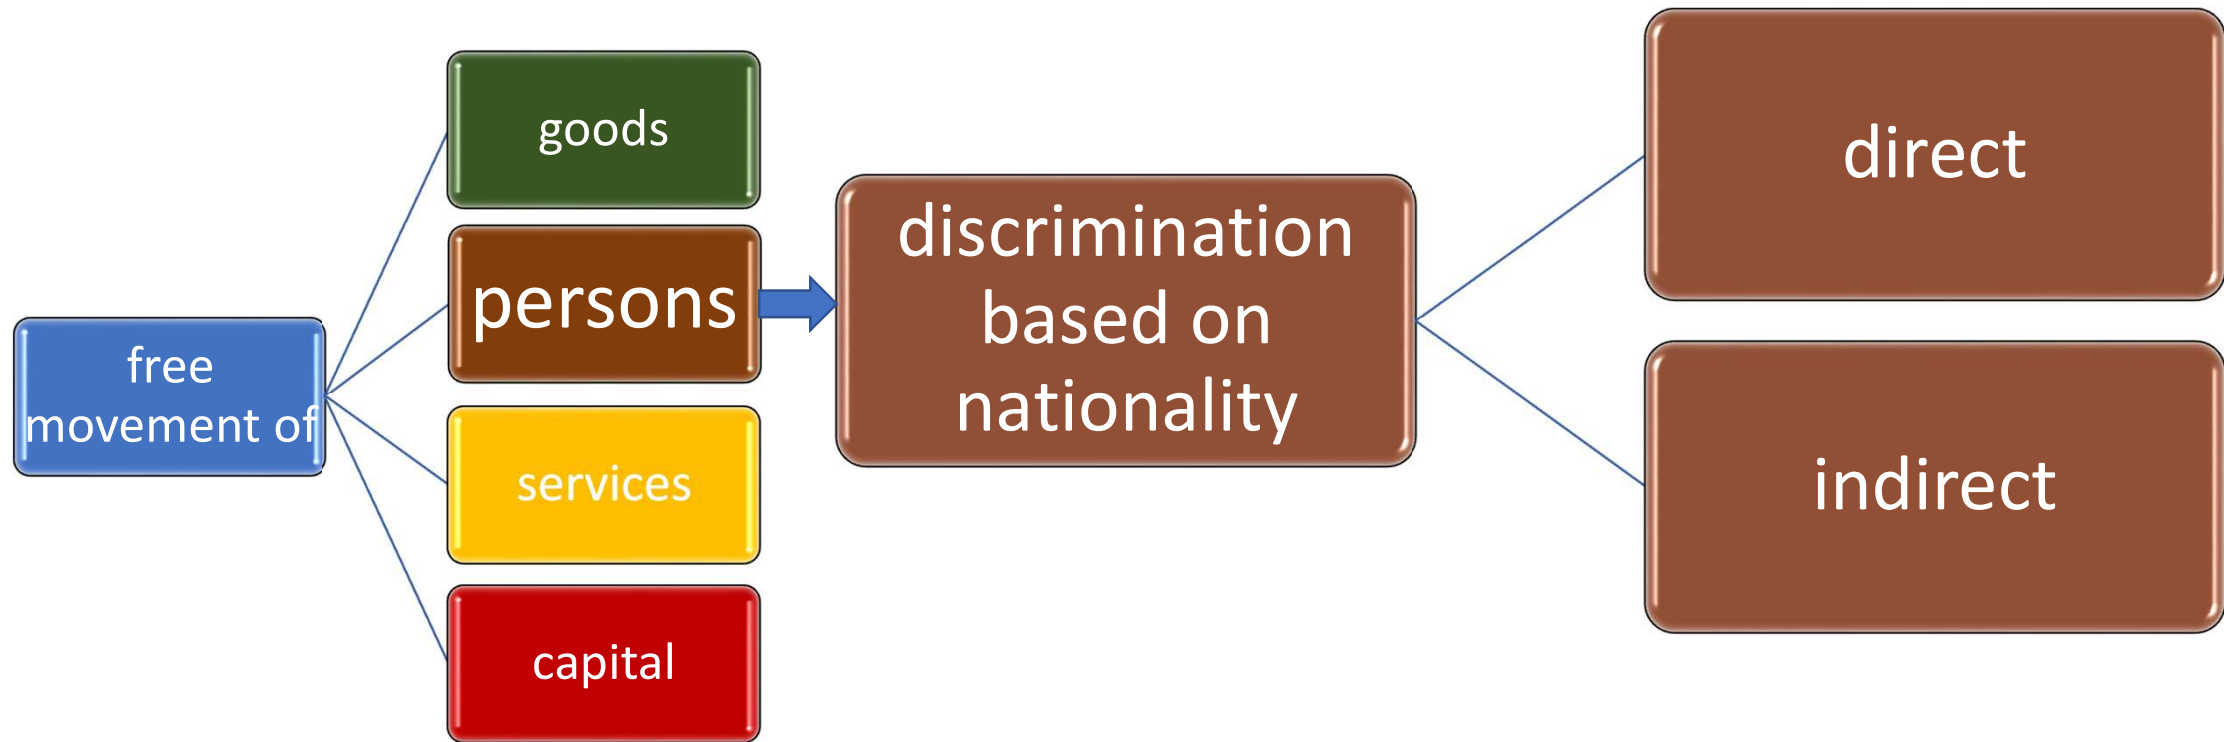 free
movement of
goods
persons
services
capital
discrimination
based on
nationality
direct
indirect